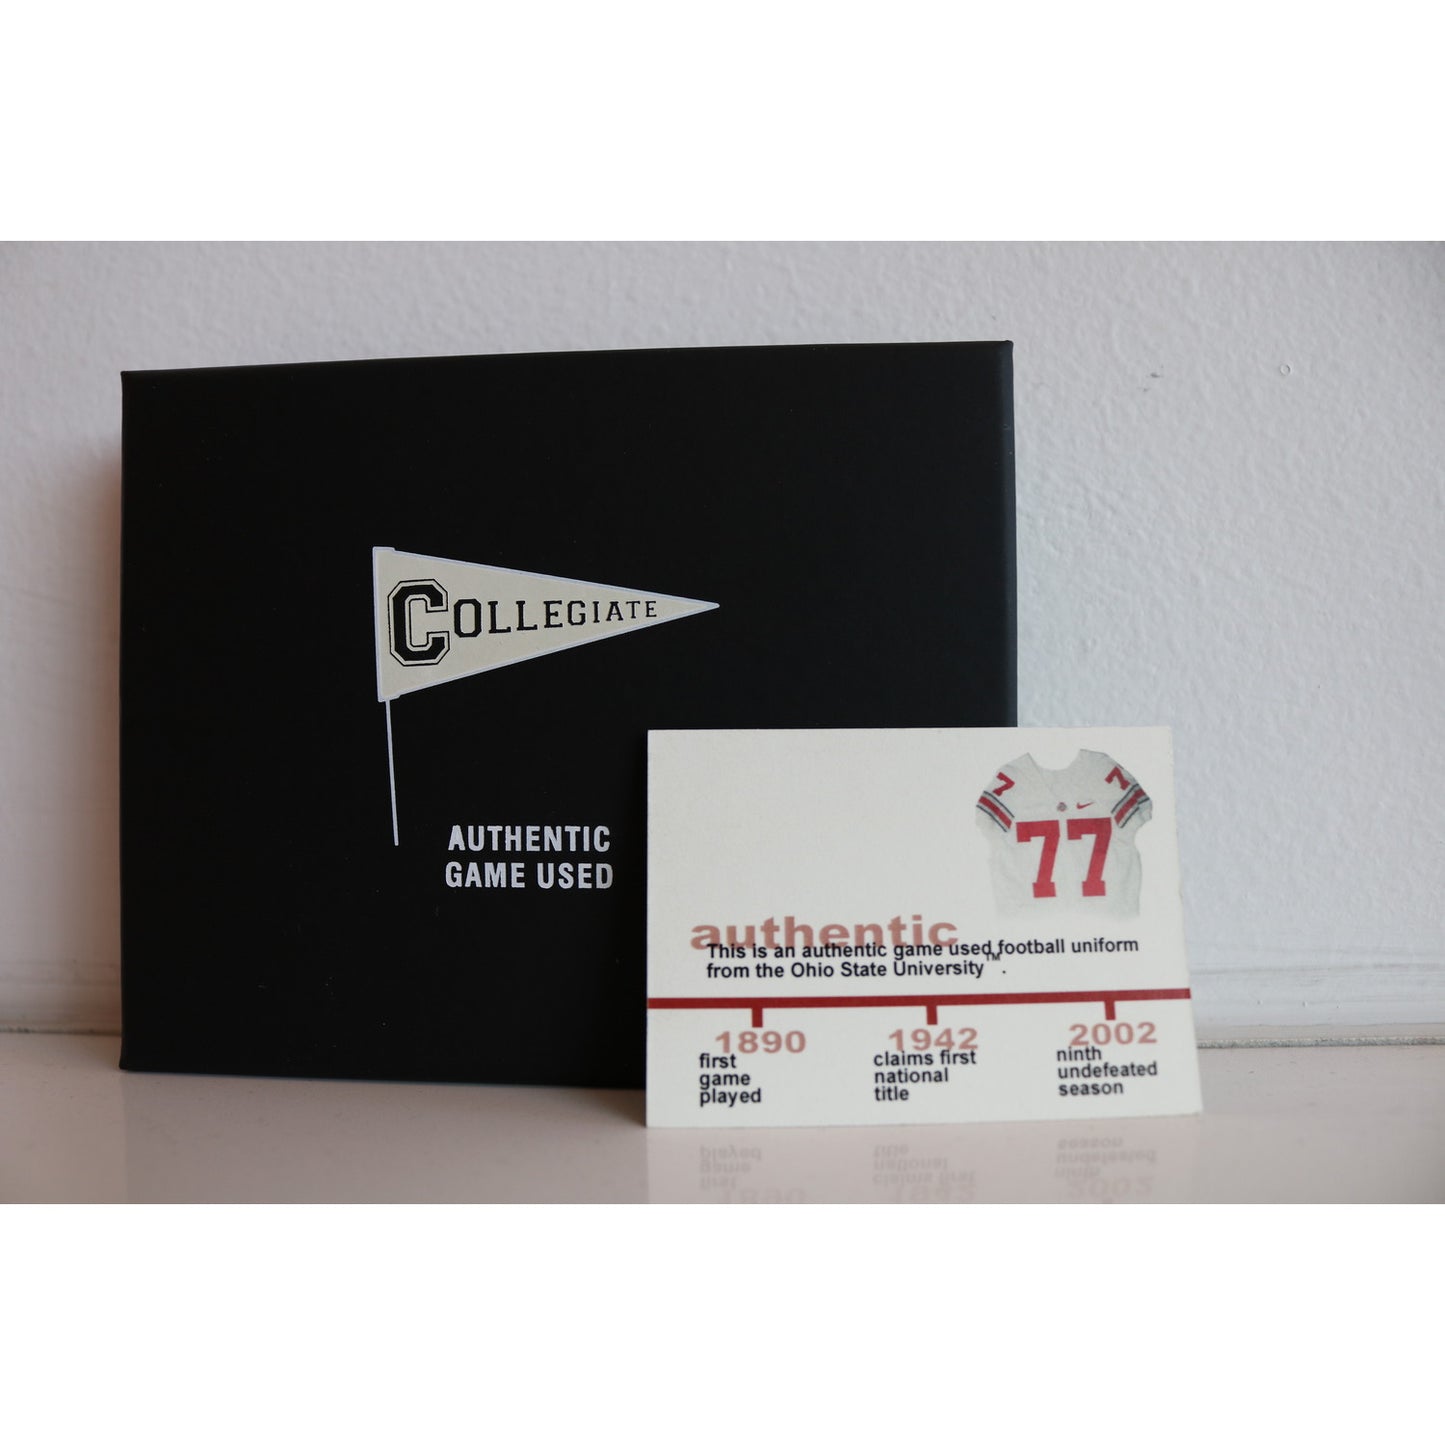 COLLEGIATE
AUTHENTIC
GAME USED
7 7
77
authentic
This is an authentic game used football uniform
from the Ohio State University™.
1890 1942 2002
first claims first ninth
game national undefeated
played title season